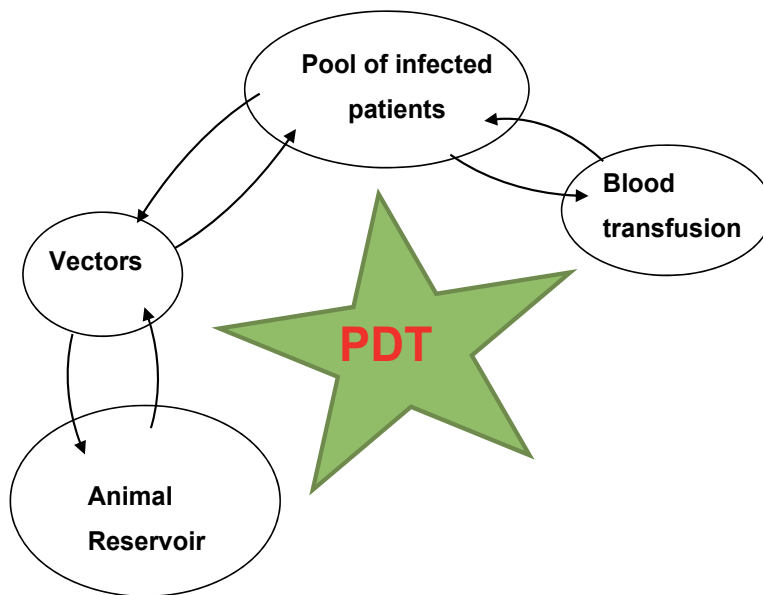 Pool of infected
patients
Blood
transfusion
Vectors
PDT
Animal
Reservoir